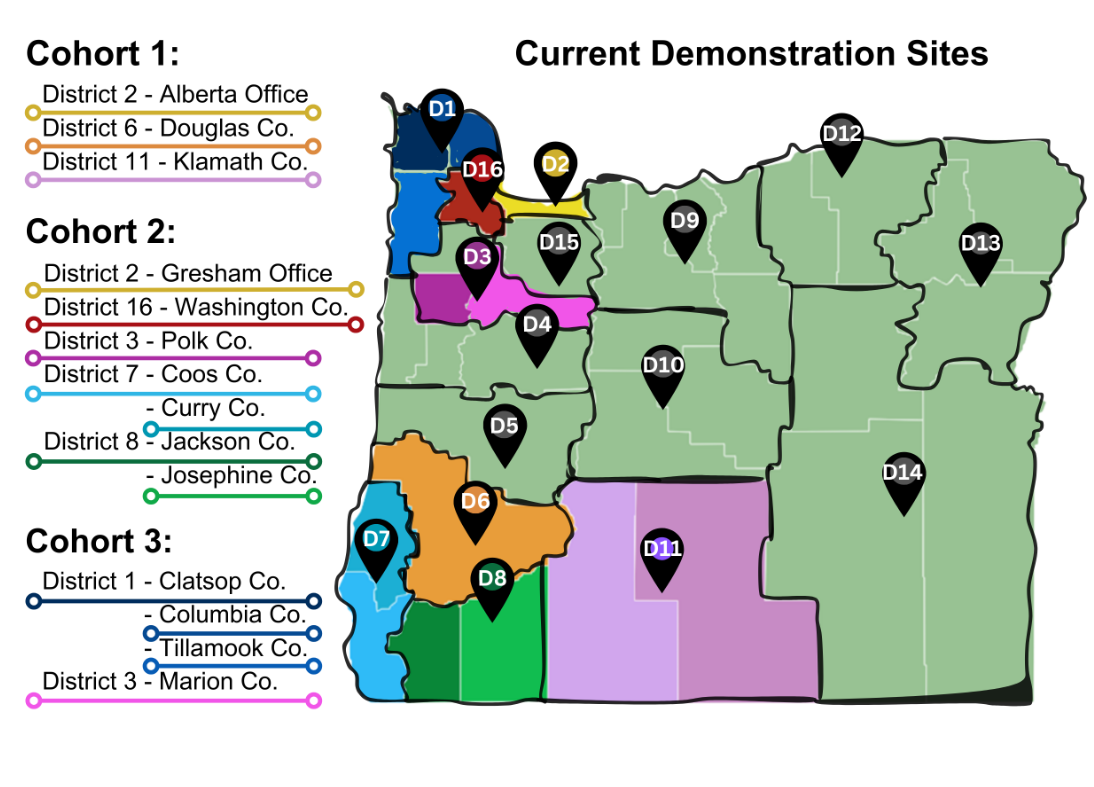 Cohort 1:
District 2 - Alberta Office
District 6 - Douglas Co.
District 11 - Klamath Co.
Cohort 2:
District 2 - Gresham Office
District 16 - Washington Co.
District 3 - Polk Co.
District 7 - Coos Co.
- Curry Co.
District 8 - Jackson Co.
- Josephine Co.
Cohort 3:
District 1 - Clatsop Co.
- Columbia Co.
- Tillamook Co.
District 3 - Marion Co.
Current Demonstration Sites
D1
D12
D16
D2
D9
D15
D13
D3
D4
D10
D5
D14
D6
D7
D11
D8